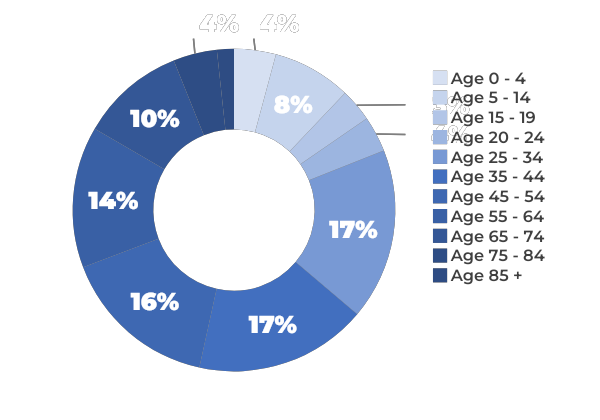 4%
4%
8%
10%
14%
17%
16%
17%
Age 0 - 4
Age 5 - 14
Age 15 - 19
Age 20 - 24
Age 25 - 34
Age 35 - 44
Age 45 - 54
Age 55 - 64
Age 65 - 74
Age 75 - 84
Age 85 +